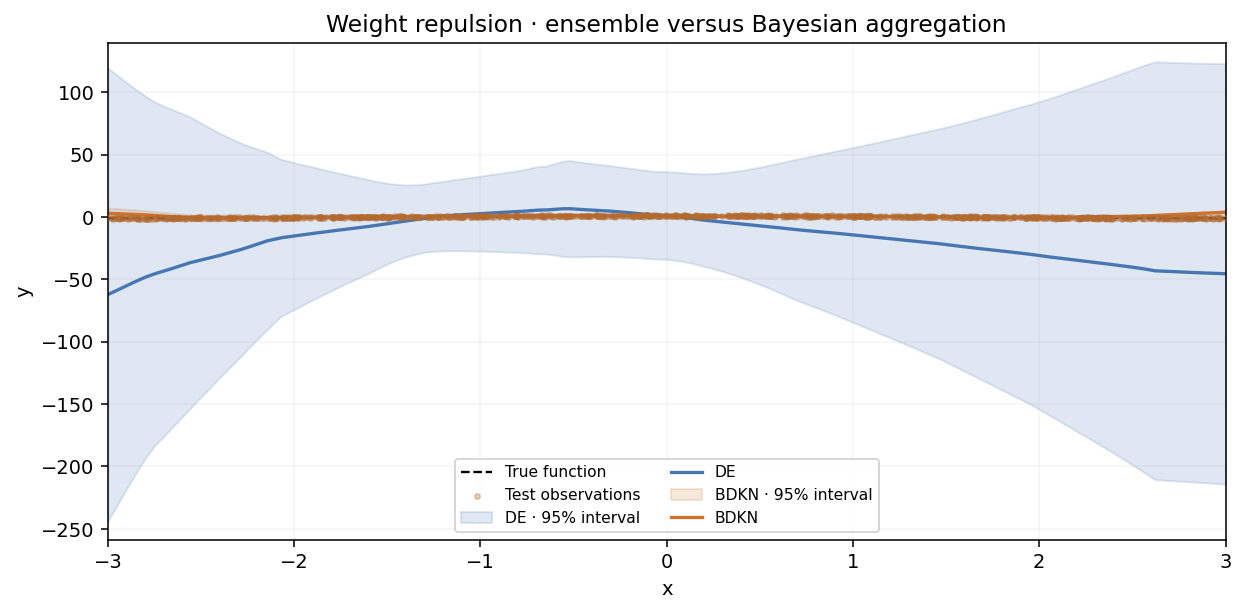 Weight repulsion · ensemble versus Bayesian aggregation
y
100
50
0
−50
−100
−150
−200
−250
True function
Test observations
DE · 95% interval
DE
BDKN · 95% interval
BDKN
−3 −2 −1 0 1 2 3
x